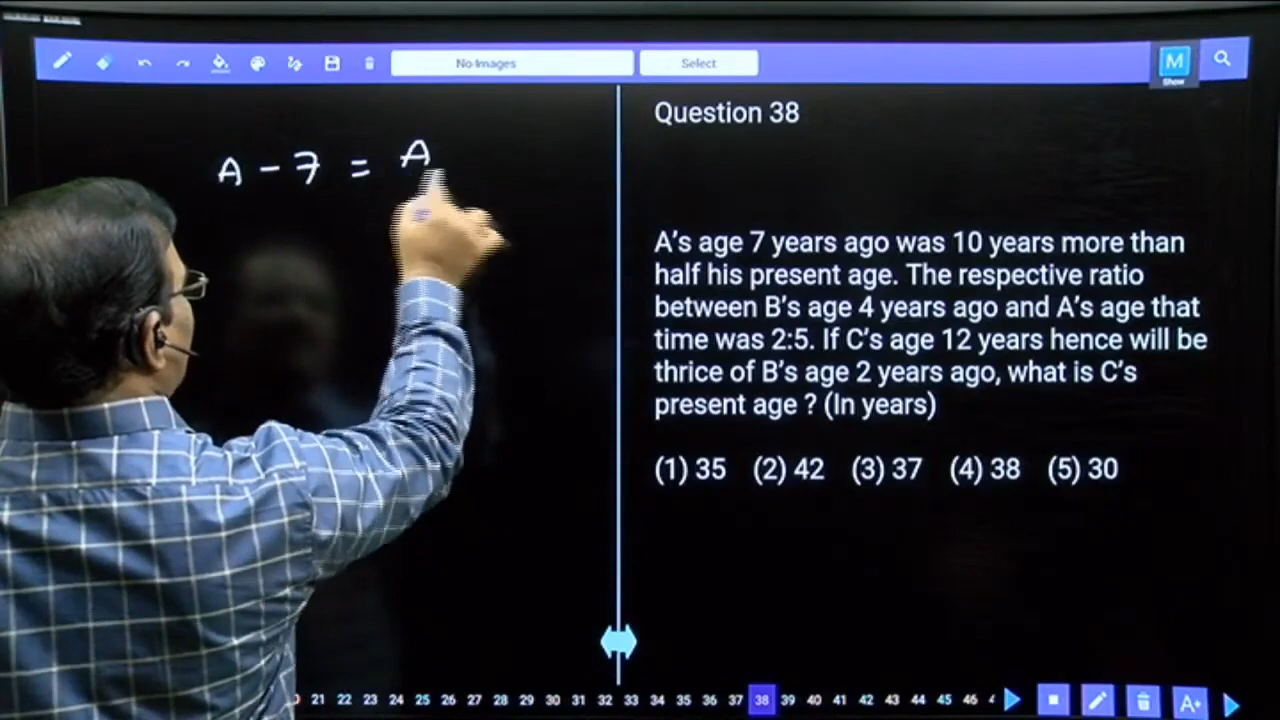 No Images
Select
M
Show
A - 7 = A
Question 38
A's age 7 years ago was 10 years more than
half his present age. The respective ratio
between B's age 4 years ago and A's age that
time was 2:5. If C's age 12 years hence will be
thrice of B's age 2 years ago, what is C's
present age ? (In years)
(1) 35 (2) 42 (3) 37 (4) 38 (5) 30
21 22 23 24 25 26 27 28 29 30 31 32 33 34 35 36 37 38 39 40 41 42 43 44 45 46
A+